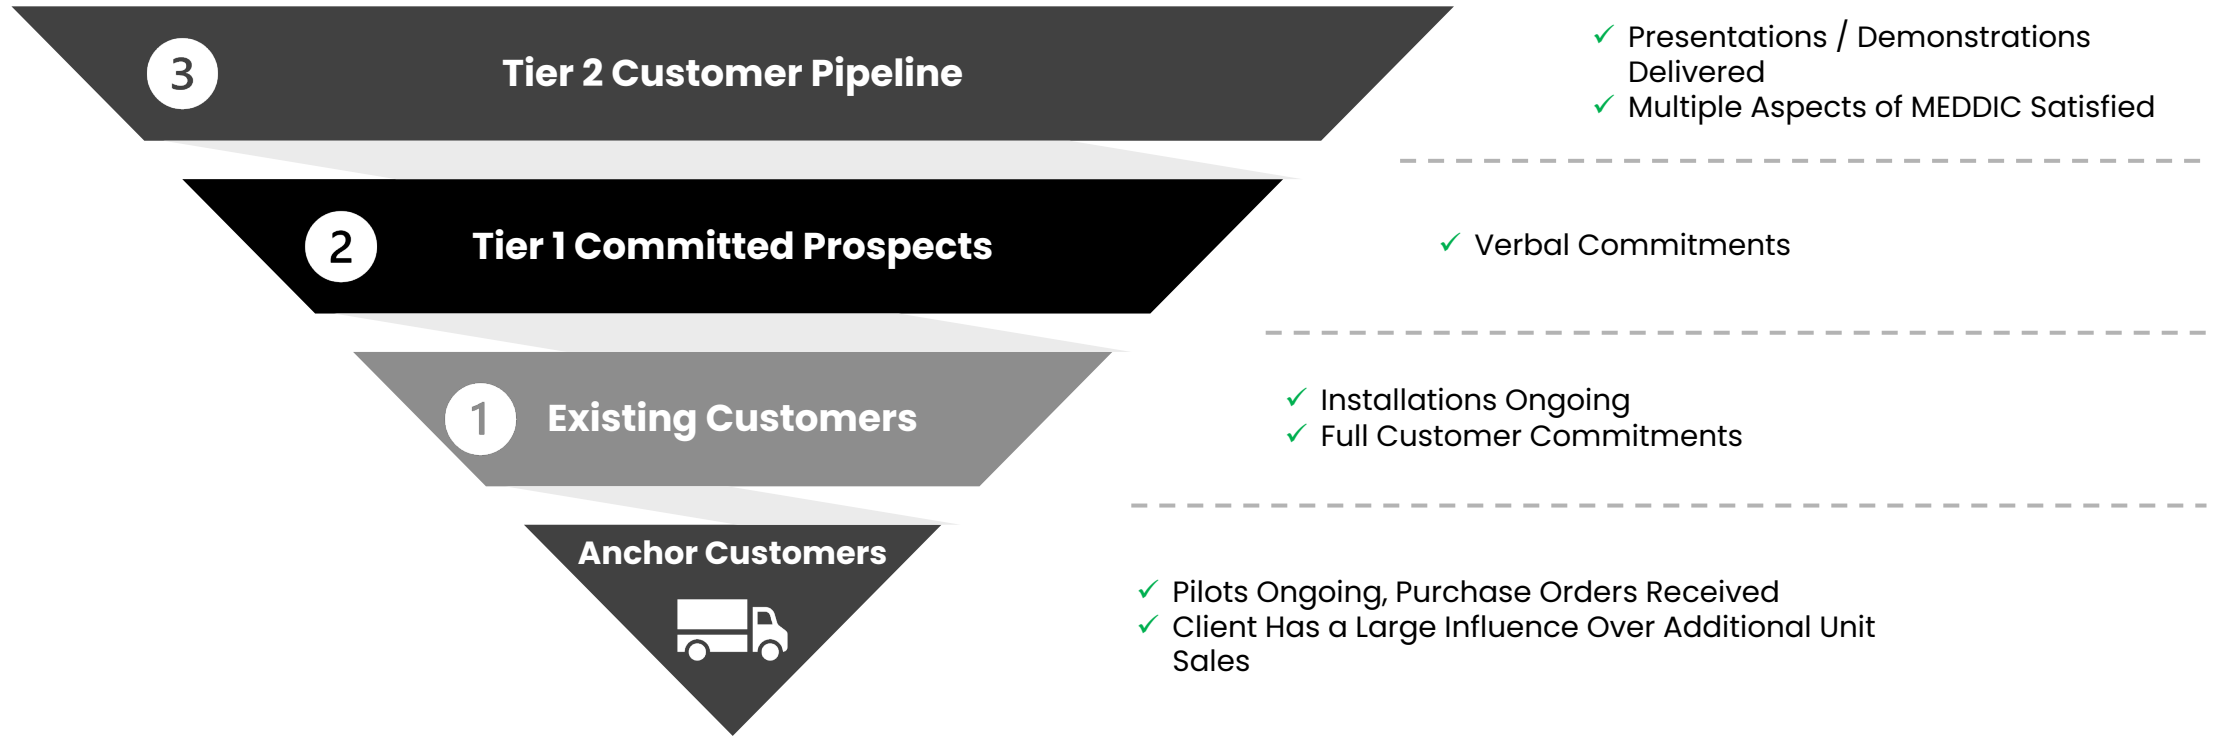 3
Tier 2 Customer Pipeline
✓ Presentations / Demonstrations
Delivered
✓ Multiple Aspects of MEDDIC Satisfied
2
Tier 1 Committed Prospects
✓ Verbal Commitments
1
Existing Customers
✓ Installations Ongoing
✓ Full Customer Commitments
Anchor Customers
✓ Pilots Ongoing, Purchase Orders Received
✓ Client Has a Large Influence Over Additional Unit
Sales